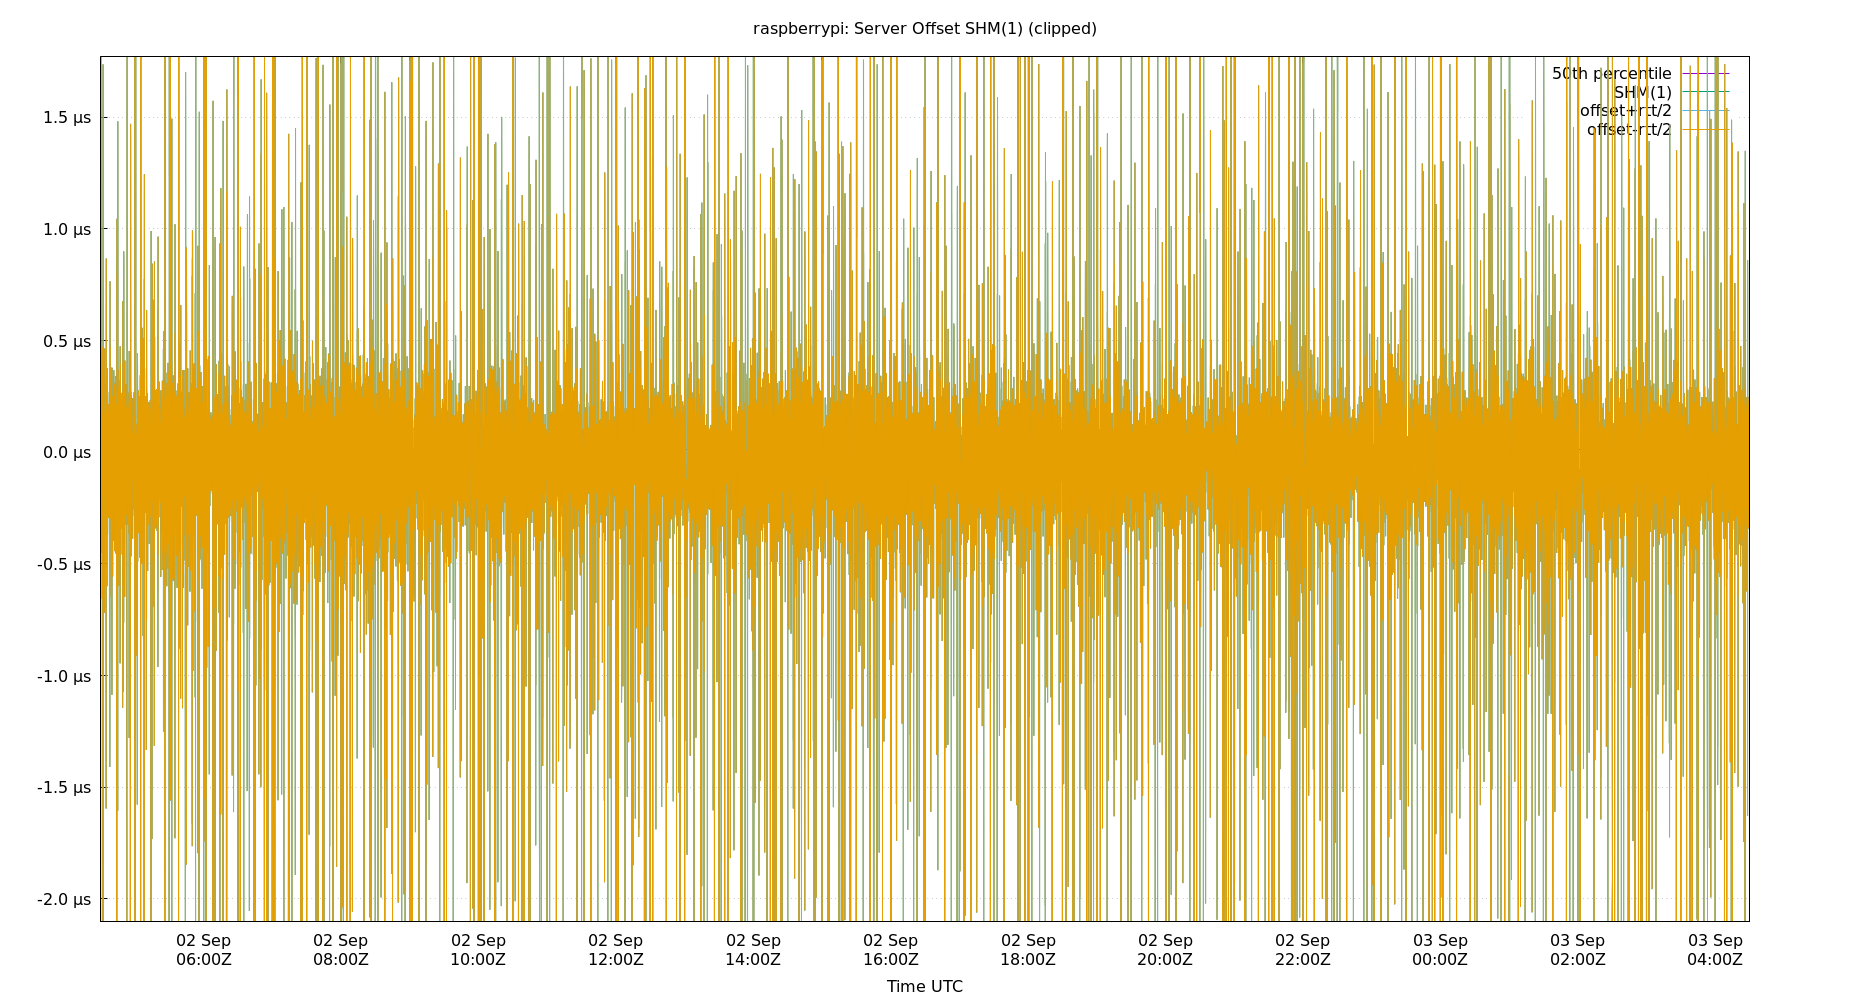 raspberrypi: Server Offset SHM(1) (clipped)
50th percentile
SHM(1)
offset+rtt/2
offset-rtt/2
1.5 µs
1.0 µs
0.5 µs
0.0 µs
-0.5 µs
-1.0 µs
-1.5 µs
-2.0 µs
02 Sep 02 Sep 02 Sep 02 Sep 02 Sep 02 Sep 02 Sep 02 Sep 02 Sep 03 Sep 03 Sep 03 Sep
06:00Z 08:00Z 10:00Z 12:00Z 14:00Z 16:00Z 18:00Z 20:00Z 22:00Z 00:00Z 02:00Z 04:00Z
Time UTC